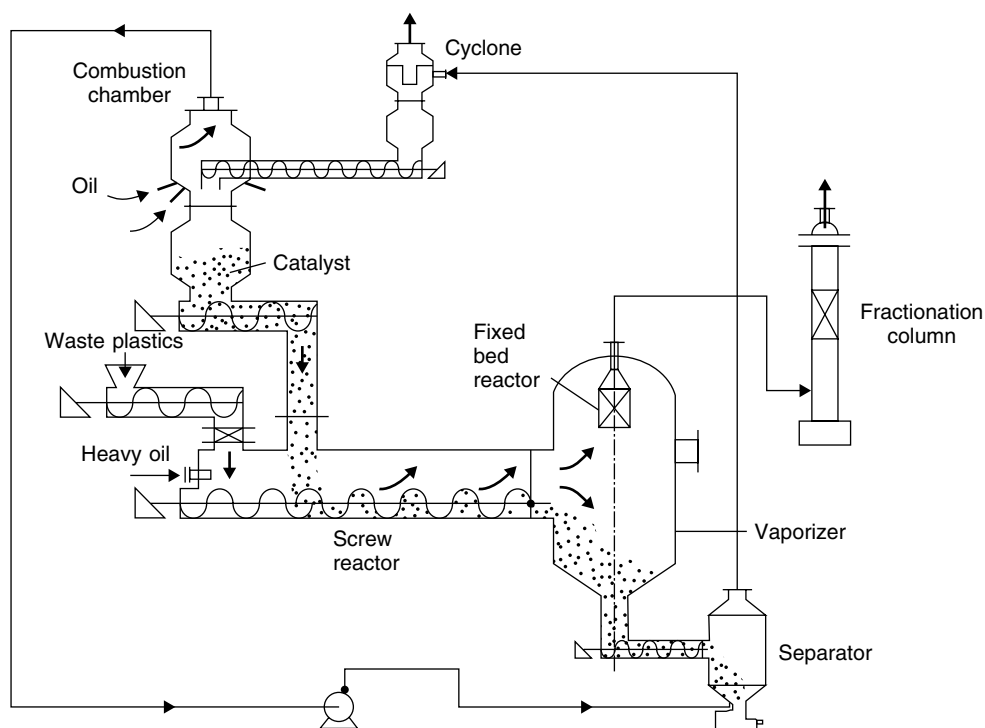 Cyclone
Combustion
chamber
Oil
Catalyst
Waste plastics
Fixed
bed
reactor
Fractionation
column
Heavy oil
Screw
reactor
Vaporizer
Separator